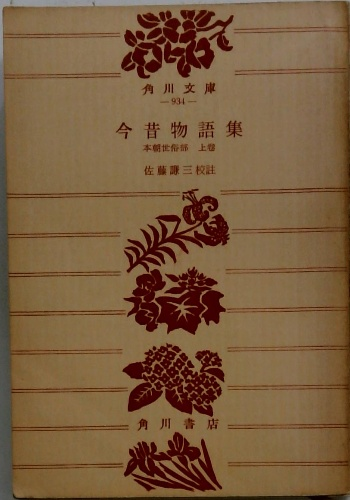 角川文庫
—934—
今昔物語集
本朝世俗部 上巻
佐藤謙三校註
角川書店